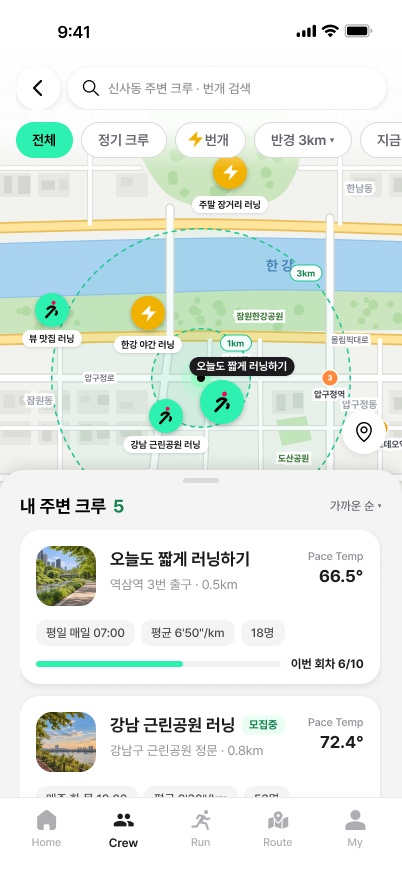 9:41
신사동 주변 크루 · 번개 검색
전체
정기 크루
번개
반경 3km
지금
한남동
주말 장거리 러닝
한강
3km
뷰 맛집 러닝
한강 야간 러닝
잠원한강공원
1km
올림픽대로
오늘도 짧게 러닝하기
압구정로
3
압구정역
잠원동
압구정동
강남 근린공원 러닝
도산공원
내 주변 크루 5
가까운 순
오늘도 짧게 러닝하기
Pace Temp
역삼역 3번 출구 · 0.5km
66.5°
평일 매일 07:00
평균 6'50"/km
18명
이번 회차 6/10
강남 근린공원 러닝
모집중
Pace Temp
강남구 근린공원 정문 · 0.8km
72.4°
Home
Crew
Run
Route
My